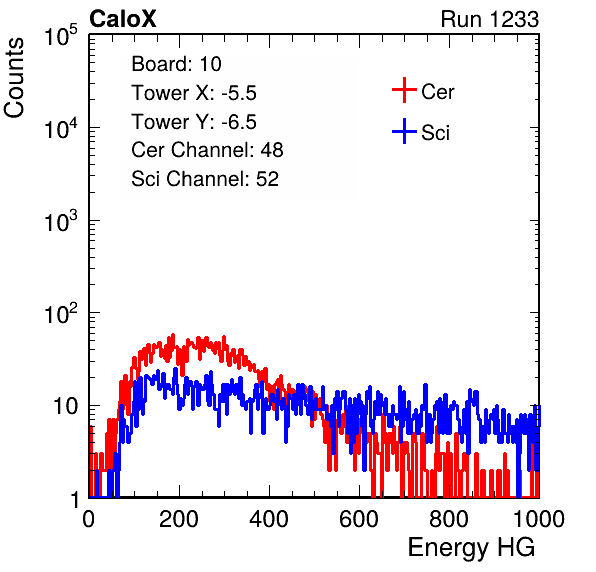 CaloX Run 1233
Counts
Board: 10
Tower X: -5.5
Tower Y: -6.5
Cer Channel: 48
Sci Channel: 52
Cer
Sci
10^5
10^4
10^3
10^2
10
1
0 200 400 600 800 1000
Energy HG